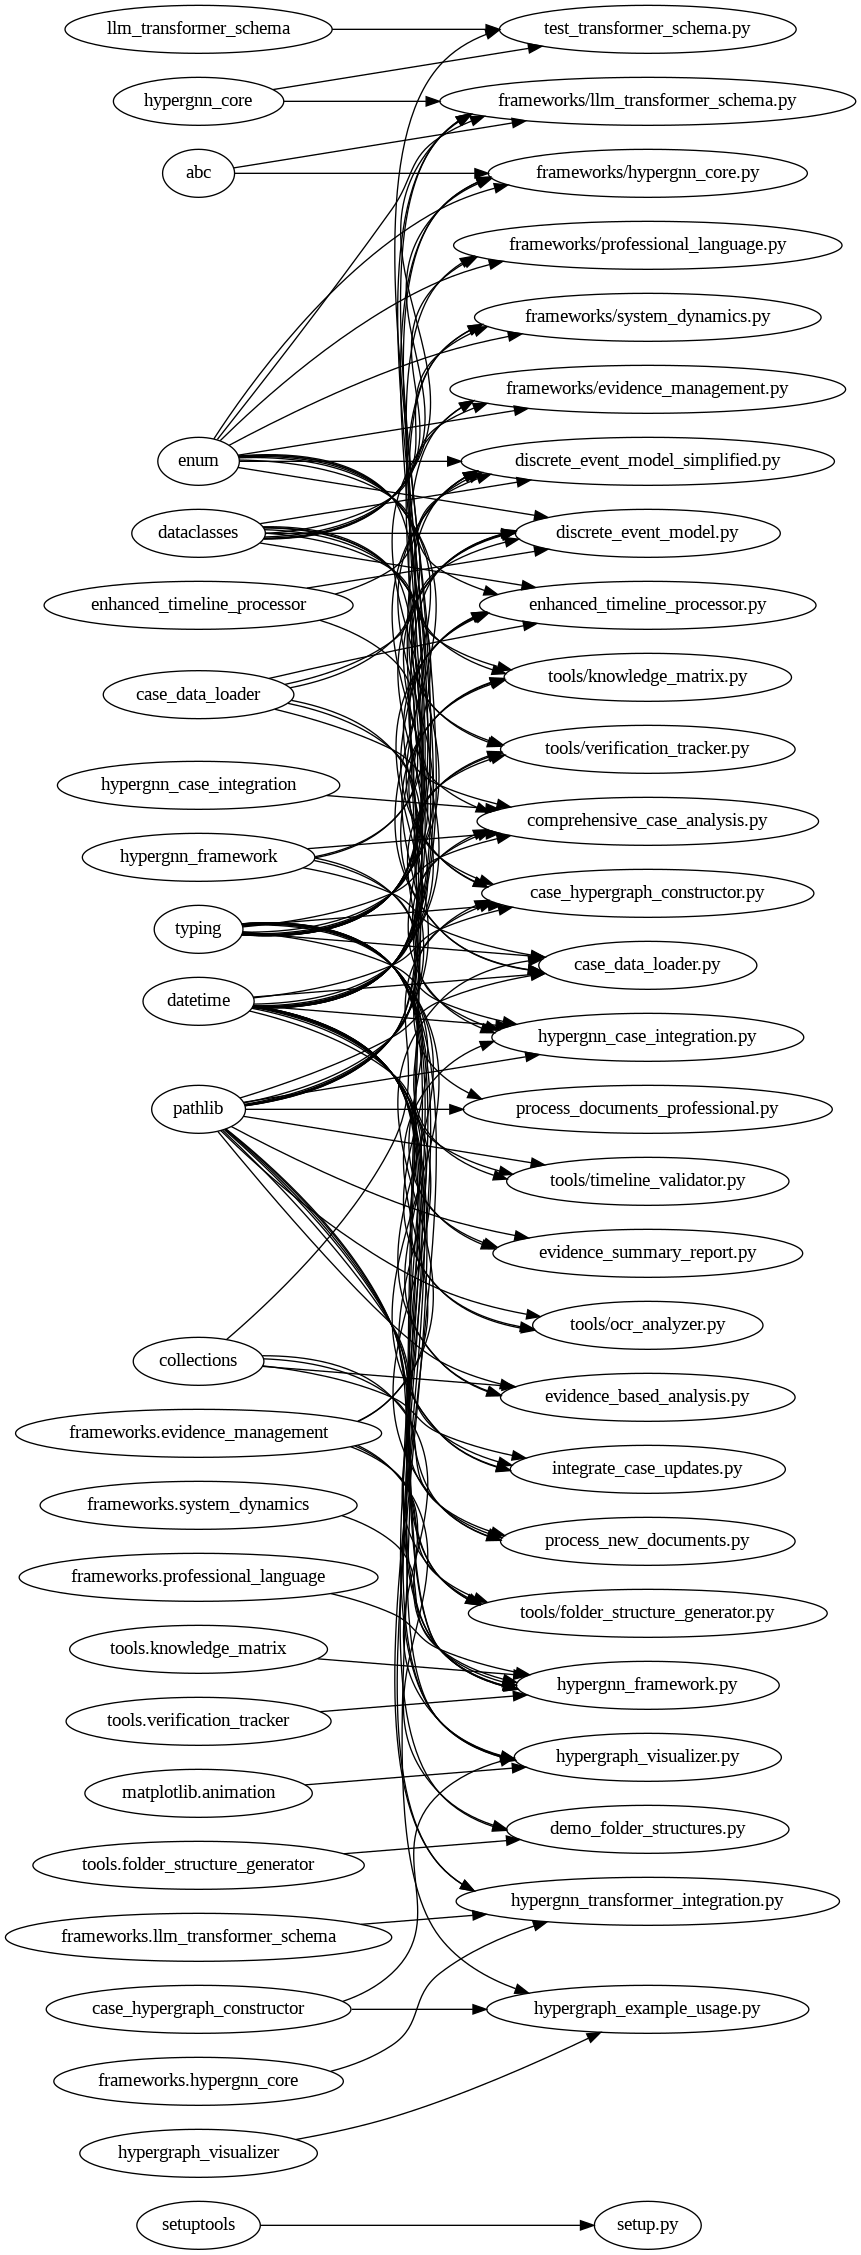 llm_transformer_schema
test_transformer_schema.py
hypergnn_core
frameworks/llm_transformer_schema.py
abc
frameworks/hypergnn_core.py
frameworks/professional_language.py
frameworks/system_dynamics.py
frameworks/evidence_management.py
enum
discrete_event_model_simplified.py
dataclasses
discrete_event_model.py
enhanced_timeline_processor
enhanced_timeline_processor.py
tools/knowledge_matrix.py
case_data_loader
tools/verification_tracker.py
hypergnn_case_integration
comprehensive_case_analysis.py
hypergnn_framework
case_hypergraph_constructor.py
typing
case_data_loader.py
datetime
hypergnn_case_integration.py
pathlib
process_documents_professional.py
tools/timeline_validator.py
evidence_summary_report.py
tools/ocr_analyzer.py
collections
evidence_based_analysis.py
frameworks.evidence_management
integrate_case_updates.py
frameworks.system_dynamics
process_new_documents.py
frameworks.professional_language
tools/folder_structure_generator.py
tools.knowledge_matrix
hypergnn_framework.py
tools.verification_tracker
hypergraph_visualizer.py
matplotlib.animation
demo_folder_structures.py
tools.folder_structure_generator
hypergnn_transformer_integration.py
frameworks.llm_transformer_schema
case_hypergraph_constructor
hypergraph_example_usage.py
frameworks.hypergnn_core
hypergraph_visualizer
setuptools
setup.py